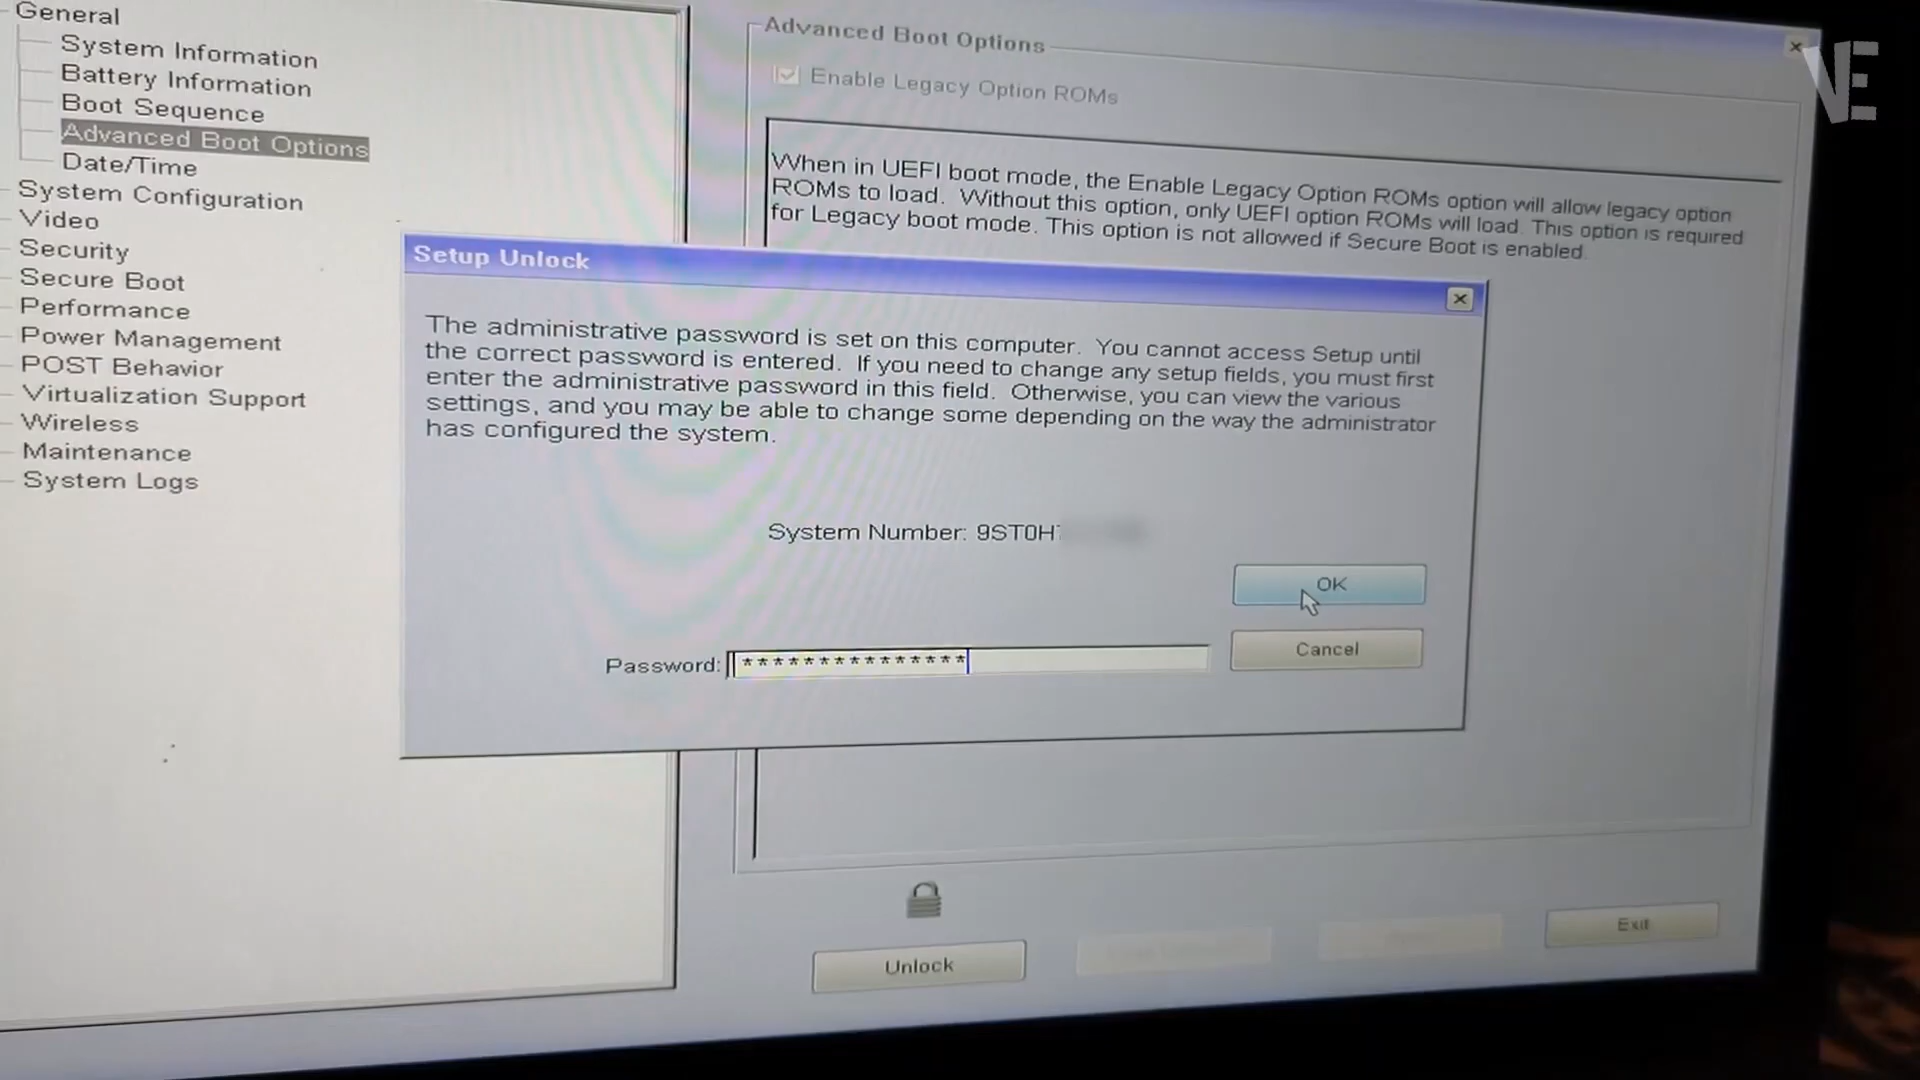 General
System Information
Battery Information
Boot Sequence
Advanced Boot Options
Date/Time
System Configuration
Video
Security
Secure Boot
Performance
Power Management
POST Behavior
Virtualization Support
Wireless
Maintenance
System Logs
Advanced Boot Options
Enable Legacy Option ROMs
When in UEFI boot mode, the Enable Legacy Option ROMs option will allow legacy option
ROMs to load. Without this option, only UEFI option ROMs will load. This option is required
for Legacy boot mode. This option is not allowed if Secure Boot is enabled.
Setup Unlock
The administrative password is set on this computer. You cannot access Setup until
the correct password is entered. If you need to change any setup fields, you must first
enter the administrative password in this field. Otherwise, you can view the various
settings, and you may be able to change some depending on the way the administrator
has configured the system.
System Number: 9ST0H
OK
Password: ***************
Cancel
Unlock
Exit
VE